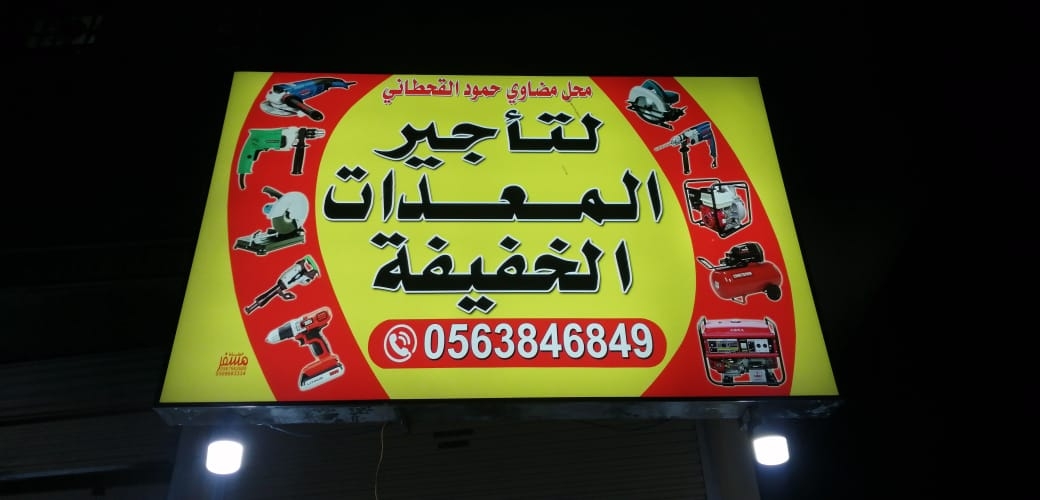 محل مضاوي حمود القحطاني
لتأجير
المعدات
الخفيفة
0563846849